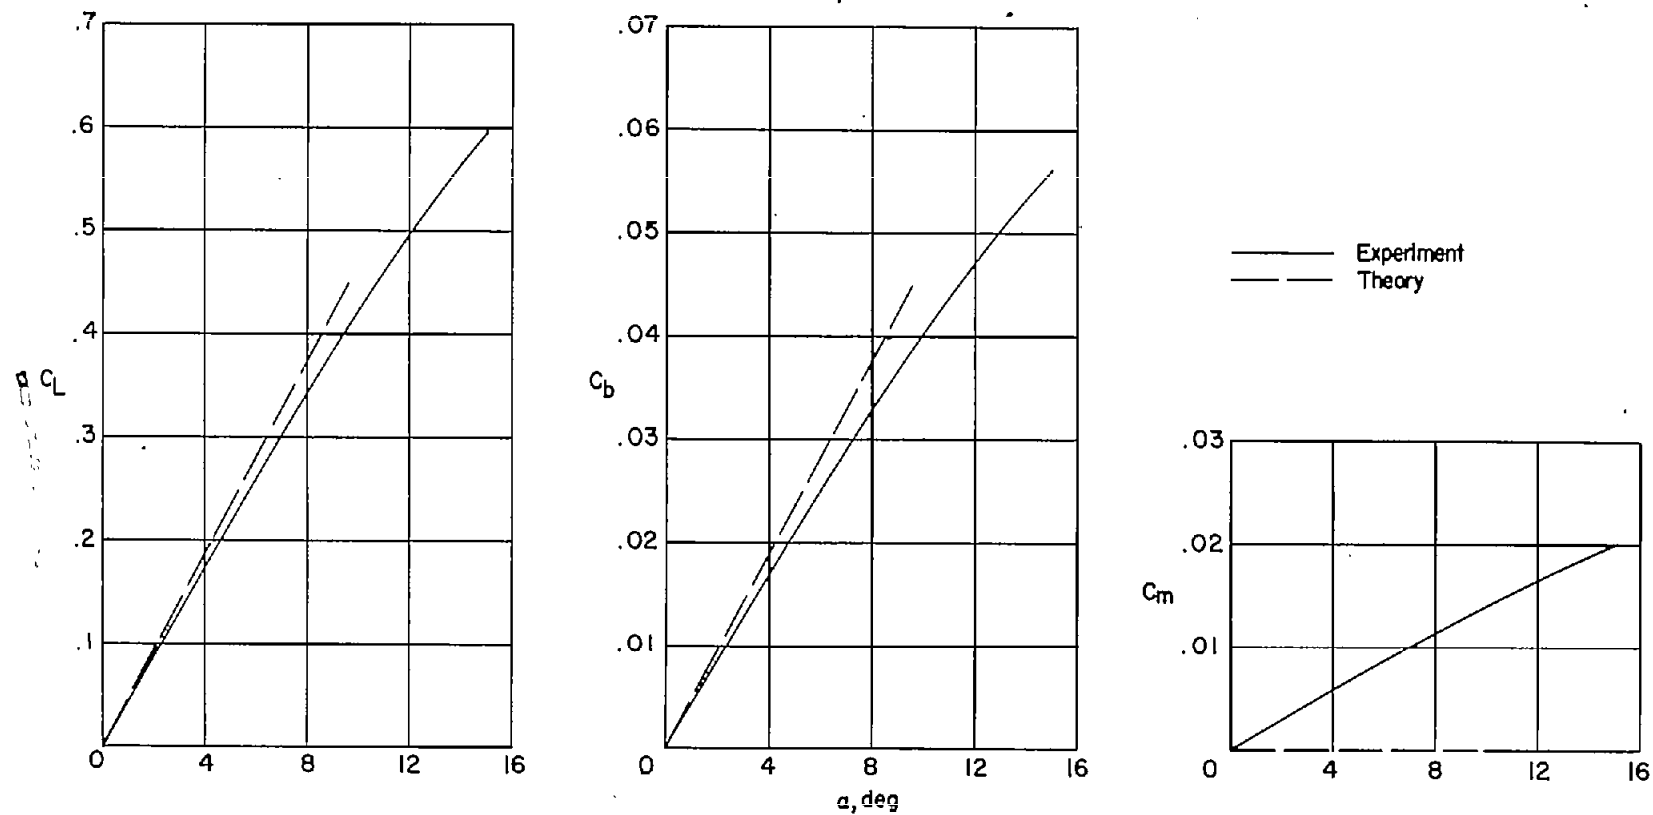 .7
.6
.5
.4
.3
.2
.1
0 4 8 12 16
C_L
.07
.06
.05
.04
.03
.02
.01
0 4 8 12 16
C_b
α, deg
Experiment
Theory
.03
.02
.01
0 4 8 12 16
C_m